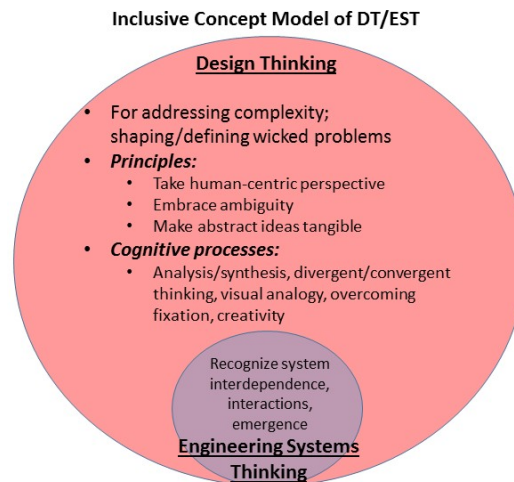 Inclusive Concept Model of DT/EST
Design Thinking
• For addressing complexity;
shaping/defining wicked problems
• Principles:
• Take human-centric perspective
• Embrace ambiguity
• Make abstract ideas tangible
• Cognitive processes:
• Analysis/synthesis, divergent/convergent
thinking, visual analogy, overcoming
fixation, creativity
Recognize system
interdependence,
interactions,
emergence
Engineering Systems
Thinking